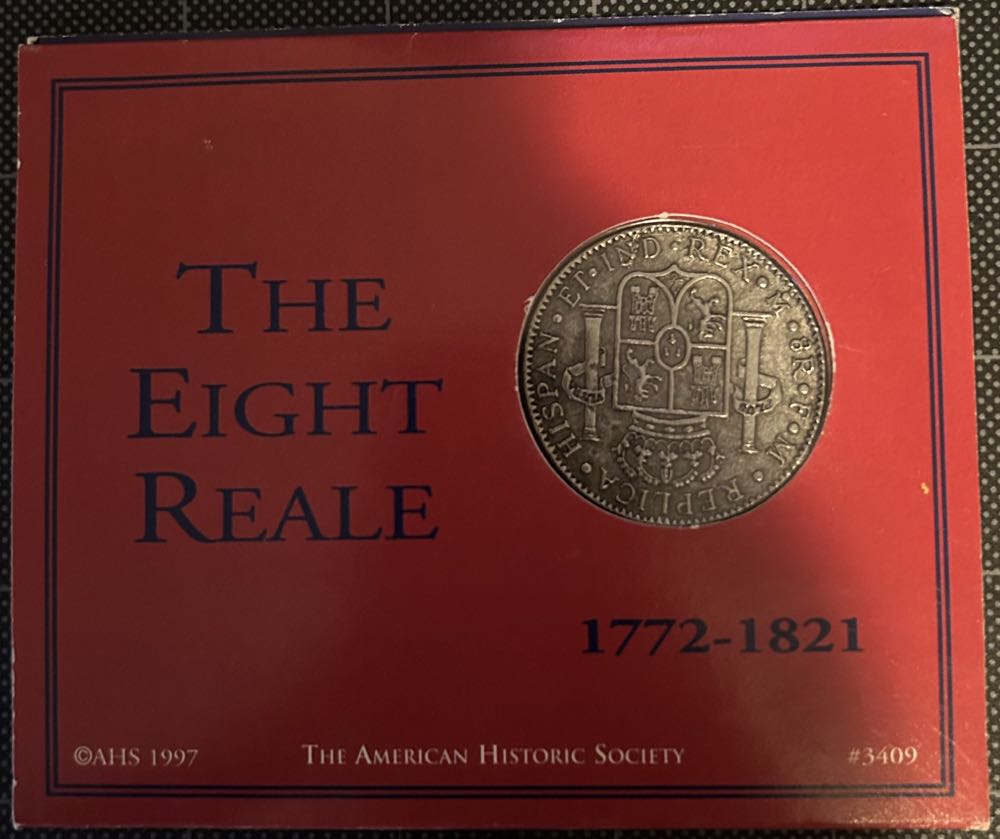 THE
EIGHT
REALE
• HISPAN • ET • IND • REX • M • 8R • F • M • REPLICA
1772-1821
©AHS 1997
THE AMERICAN HISTORIC SOCIETY
#3409